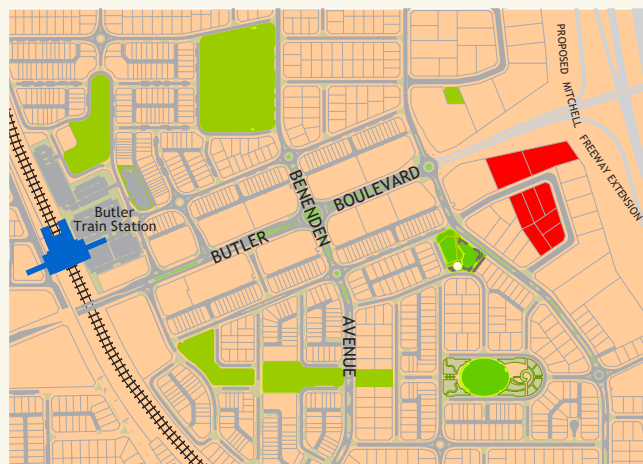 PROPOSED MITCHELL FREEWAY EXTENSION
BENENDEN
BOULEVARD
Butler
Train Station
BUTLER
AVENUE